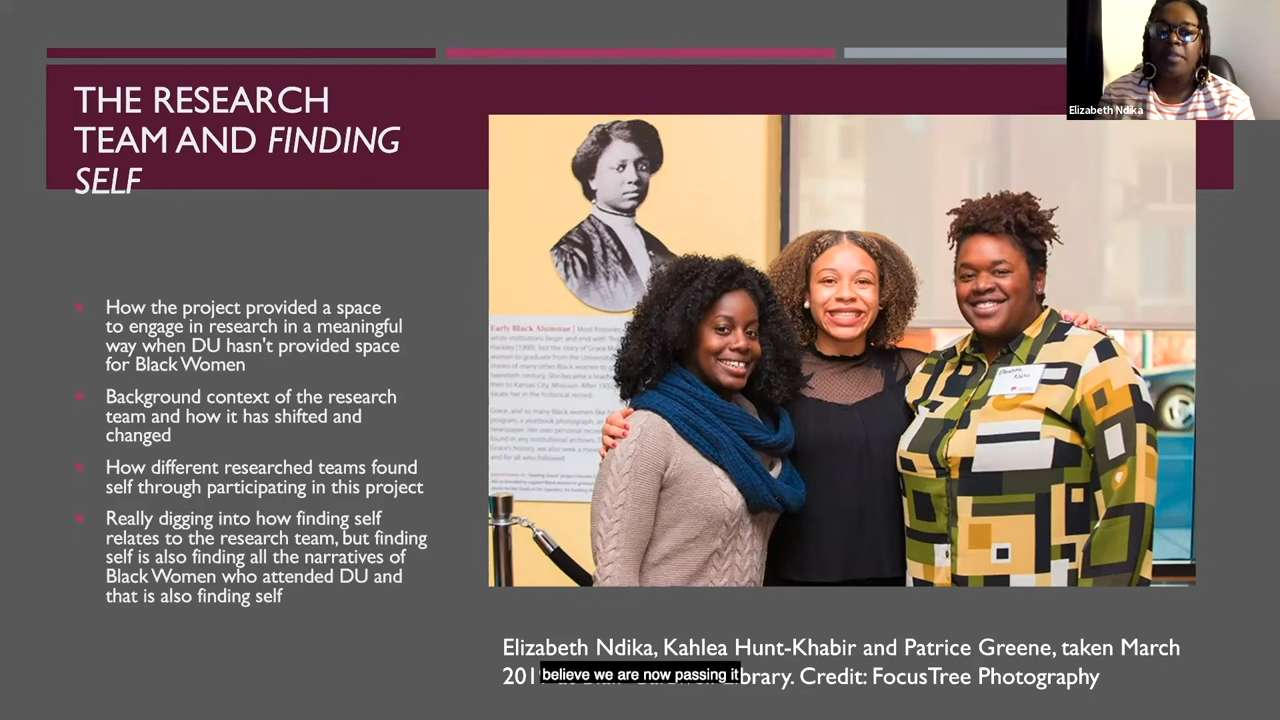 THE RESEARCH
TEAM AND FINDING
SELF
Elizabeth Ndika
How the project provided a space
to engage in research in a meaningful
way when DU hasn't provided space
for Black Women
Background context of the research
team and how it has shifted and
changed
How different researched teams found
self through participating in this project
Really digging into how finding self
relates to the research team, but finding
self is also finding all the narratives of
Black Women who attended DU and
that is also finding self
Early Black Alumnae | Most histories
Elizabeth Ndika, Kahlea Hunt-Khabir and Patrice Greene, taken March
201 Library. Credit: FocusTree Photography
believe we are now passing it